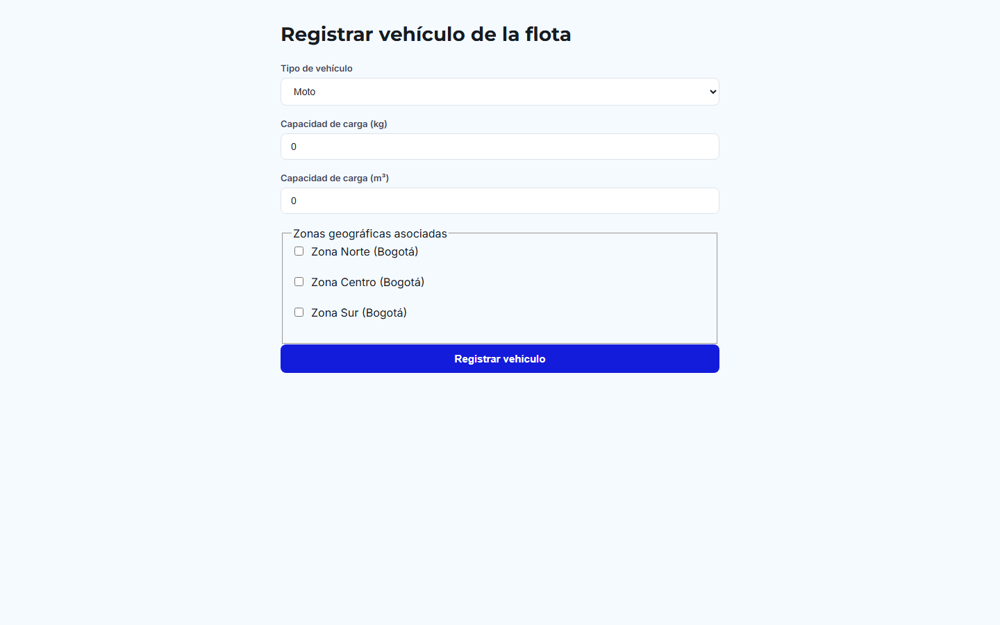 Registrar vehículo de la flota
Tipo de vehículo
Moto
Capacidad de carga (kg)
0
Capacidad de carga (m³)
0
Zonas geográficas asociadas
Zona Norte (Bogotá)
Zona Centro (Bogotá)
Zona Sur (Bogotá)
Registrar vehículo